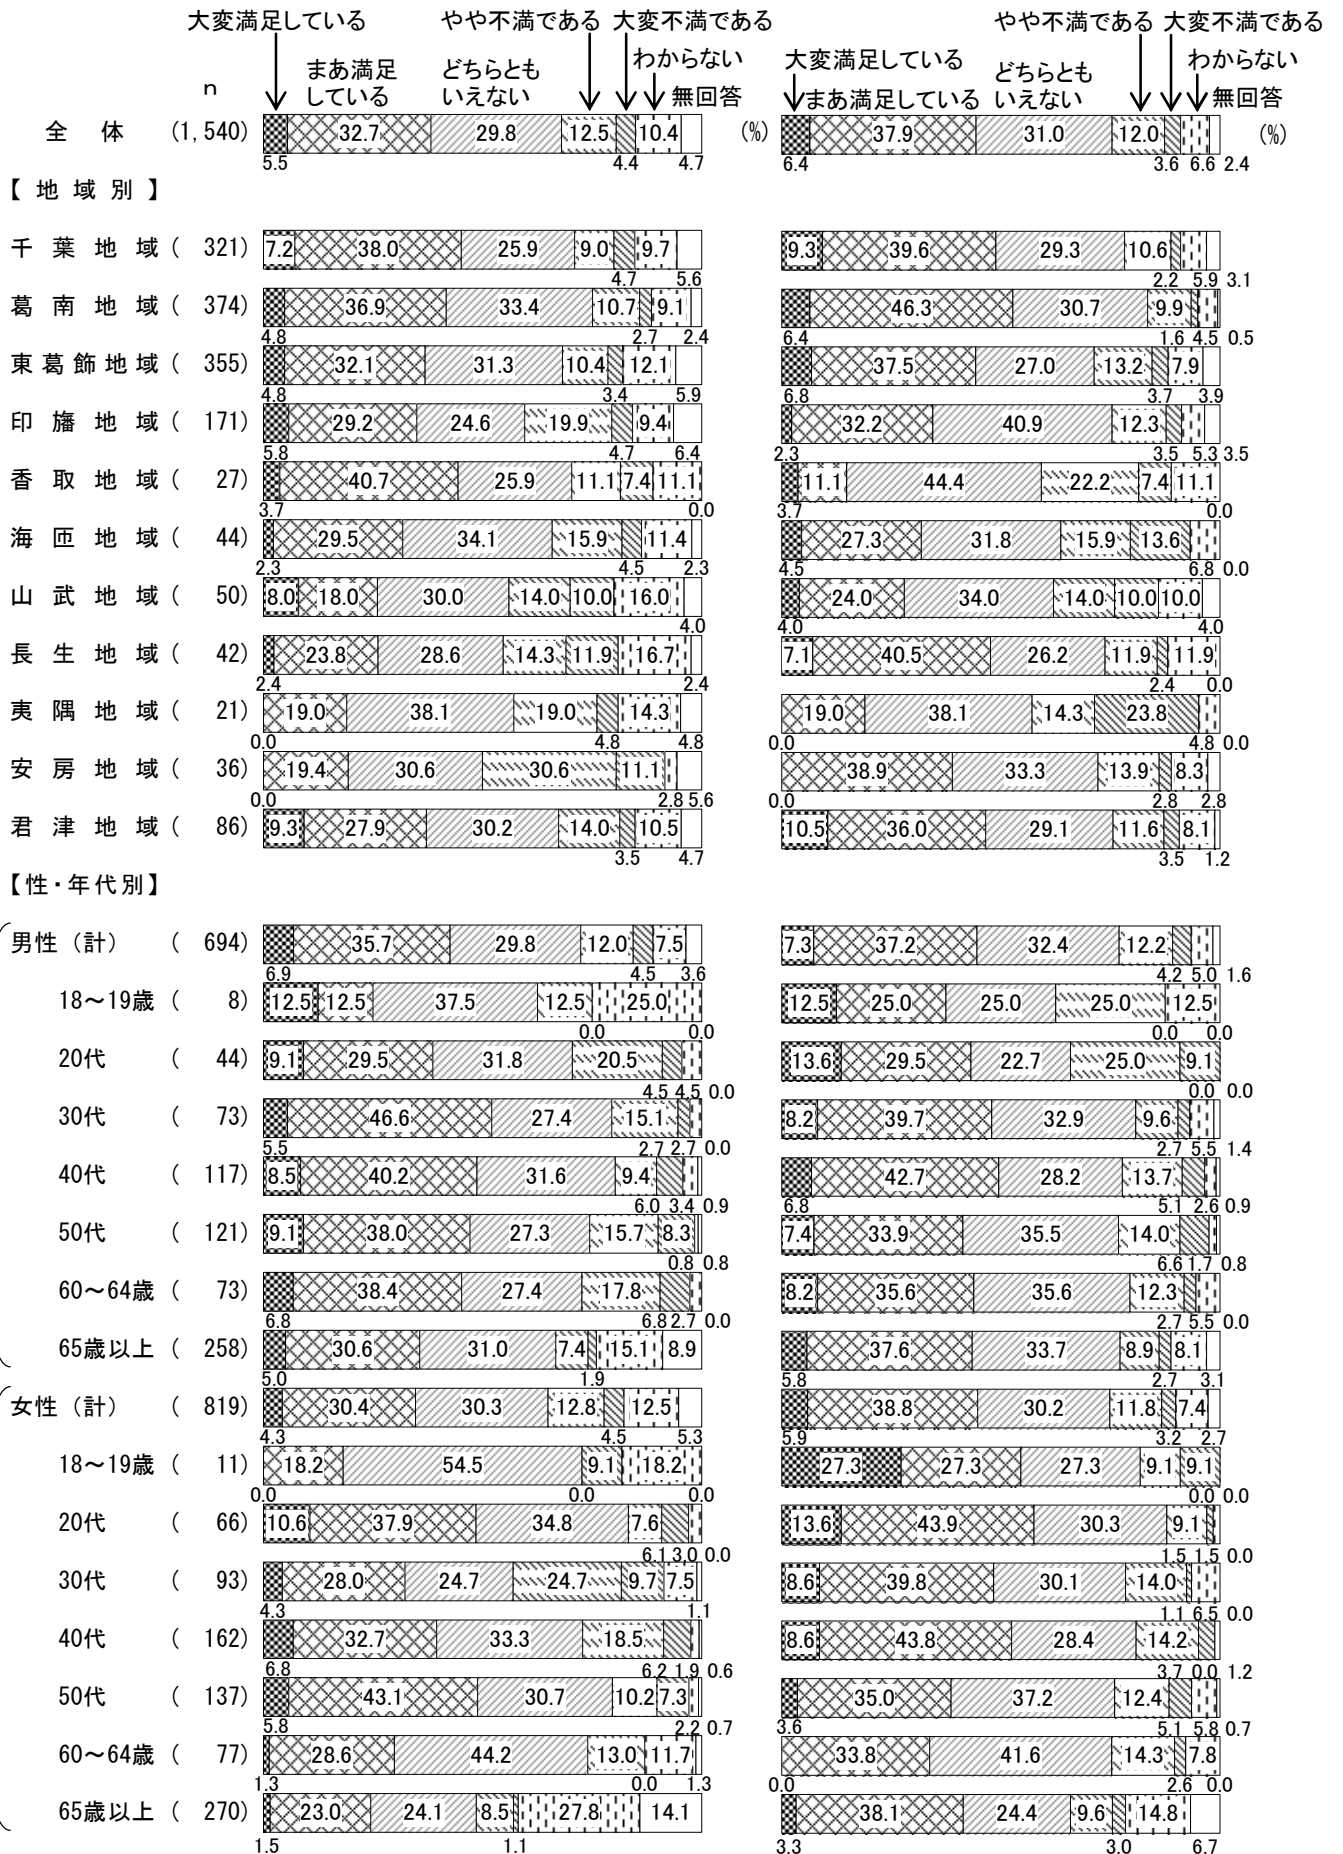 大変満足している やや不満である 大変不満である やや不満である 大変不満である
わからない 大変満足している わからない
まあ満足 どちらとも どちらとも
n している いえない 無回答 まあ満足している いえない 無回答
全体 (1,540) 32.7 29.8 12.5 10.4 (%) 37.9 31.0 12.0 (%)
5.5 4.4 4.7 6.4 3.6 6.6 2.4
【地域別】
千葉地域 ( 321) 7.2 38.0 25.9 9.0 9.7 9.3 39.6 29.3 10.6
4.7 5.6 2.2 5.9 3.1
葛南地域 ( 374) 36.9 33.4 10.7 9.1 46.3 30.7 9.9
4.8 2.7 2.4 6.4 1.6 4.5 0.5
東葛飾地域 ( 355) 32.1 31.3 10.4 12.1 37.5 27.0 13.2 7.9
4.8 3.4 5.9 6.8 3.7 3.9
印旛地域 ( 171) 29.2 24.6 19.9 9.4 32.2 40.9 12.3
5.8 4.7 6.4 2.3 3.5 5.3 3.5
香取地域 ( 27) 40.7 25.9 11.1 7.4 11.1 11.1 44.4 22.2 7.4 11.1
3.7 0.0 3.7 0.0
海匝地域 ( 44) 29.5 34.1 15.9 11.4 27.3 31.8 15.9 13.6
2.3 4.5 2.3 4.5 6.8 0.0
山武地域 ( 50) 8.0 18.0 30.0 14.0 10.0 16.0 24.0 34.0 14.0 10.0 10.0
4.0 4.0 4.0
長生地域 ( 42) 23.8 28.6 14.3 11.9 16.7 7.1 40.5 26.2 11.9 11.9
2.4 2.4 2.4 0.0
夷隅地域 ( 21) 19.0 38.1 19.0 14.3 19.0 38.1 14.3 23.8
0.0 4.8 4.8 0.0 4.8 0.0
安房地域 ( 36) 19.4 30.6 30.6 11.1 38.9 33.3 13.9 8.3
0.0 2.8 5.6 0.0 2.8 2.8
君津地域 ( 86) 9.3 27.9 30.2 14.0 10.5 10.5 36.0 29.1 11.6 8.1
3.5 4.7 3.5 1.2
【性・年代別】
男性（計） ( 694) 35.7 29.8 12.0 7.5 7.3 37.2 32.4 12.2
6.9 4.5 3.6 4.2 5.0 1.6
18～19歳 ( 8) 12.5 12.5 37.5 12.5 25.0 12.5 25.0 25.0 25.0 12.5
0.0 0.0 0.0 0.0
20代 ( 44) 9.1 29.5 31.8 20.5 13.6 29.5 22.7 25.0 9.1
4.5 4.5 0.0 0.0 0.0
30代 ( 73) 46.6 27.4 15.1 8.2 39.7 32.9 9.6
5.5 2.7 2.7 0.0 2.7 5.5 1.4
40代 ( 117) 8.5 40.2 31.6 9.4 42.7 28.2 13.7
6.0 3.4 0.9 6.8 5.1 2.6 0.9
50代 ( 121) 9.1 38.0 27.3 15.7 8.3 7.4 33.9 35.5 14.0
0.8 0.8 6.6 1.7 0.8
60～64歳 ( 73) 38.4 27.4 17.8 8.2 35.6 35.6 12.3
6.8 6.8 2.7 0.0 2.7 5.5 0.0
65歳以上 ( 258) 30.6 31.0 7.4 15.1 8.9 37.6 33.7 8.9 8.1
5.0 1.9 5.8 2.7 3.1
女性（計） ( 819) 30.4 30.3 12.8 12.5 38.8 30.2 11.8 7.4
4.3 4.5 5.3 5.9 3.2 2.7
18～19歳 ( 11) 18.2 54.5 9.1 18.2 27.3 27.3 27.3 9.1 9.1
0.0 0.0 0.0 0.0 0.0
20代 ( 66) 10.6 37.9 34.8 7.6 13.6 43.9 30.3 9.1
6.1 3.0 0.0 1.5 1.5 0.0
30代 ( 93) 28.0 24.7 24.7 9.7 7.5 8.6 39.8 30.1 14.0
4.3 1.1 1.1 6.5 0.0
40代 ( 162) 32.7 33.3 18.5 8.6 43.8 28.4 14.2
6.8 6.2 1.9 0.6 3.7 0.0 1.2
50代 ( 137) 43.1 30.7 10.2 7.3 35.0 37.2 12.4
5.8 2.2 0.7 3.6 5.1 5.8 0.7
60～64歳 ( 77) 28.6 44.2 13.0 11.7 33.8 41.6 14.3 7.8
1.3 0.0 1.3 0.0 2.6 0.0
65歳以上 ( 270) 23.0 24.1 8.5 27.8 14.1 38.1 24.4 9.6 14.8
1.5 1.1 3.3 3.0 6.7